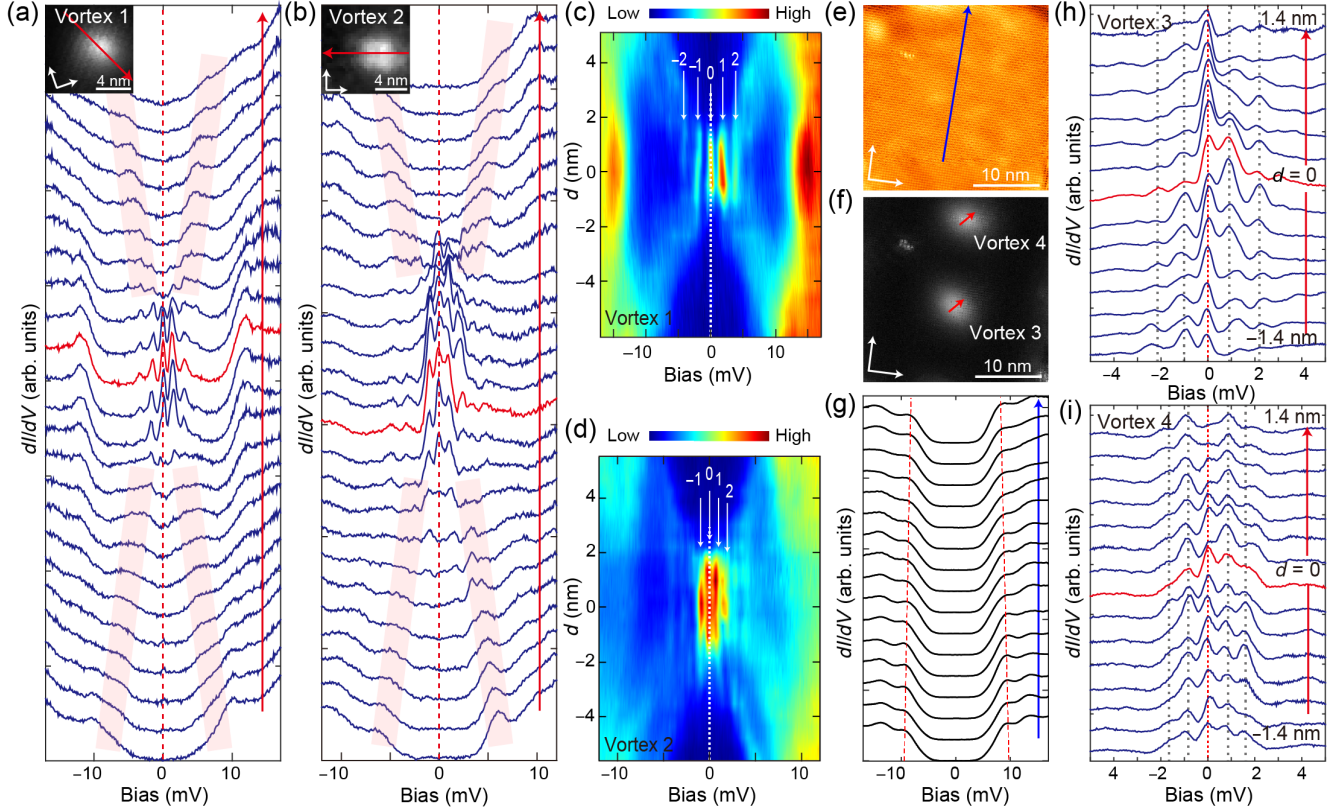 (a)
Vortex 1
4 nm
dI/dV (arb. units)
−10 0 10
Bias (mV)
(b)
Vortex 2
4 nm
dI/dV (arb. units)
−10 0 10
Bias (mV)
(c)
Low High
−2 −1 0 1 2
4
2
0
−2
−4
d (nm)
Vortex 1
−10 0 10
Bias (mV)
(d)
Low High
−1 0 1 2
4
2
0
−2
−4
d (nm)
Vortex 2
−10 0 10
Bias (mV)
(e)
10 nm
(f)
Vortex 4
Vortex 3
10 nm
(g)
dI/dV (arb. units)
−10 0 10
Bias (mV)
(h)
Vortex 3
1.4 nm
d = 0
−1.4 nm
dI/dV (arb. units)
−4 −2 0 2 4
Bias (mV)
(i)
Vortex 4
1.4 nm
d = 0
−1.4 nm
dI/dV (arb. units)
4 −2 0 2 4
Bias (mV)